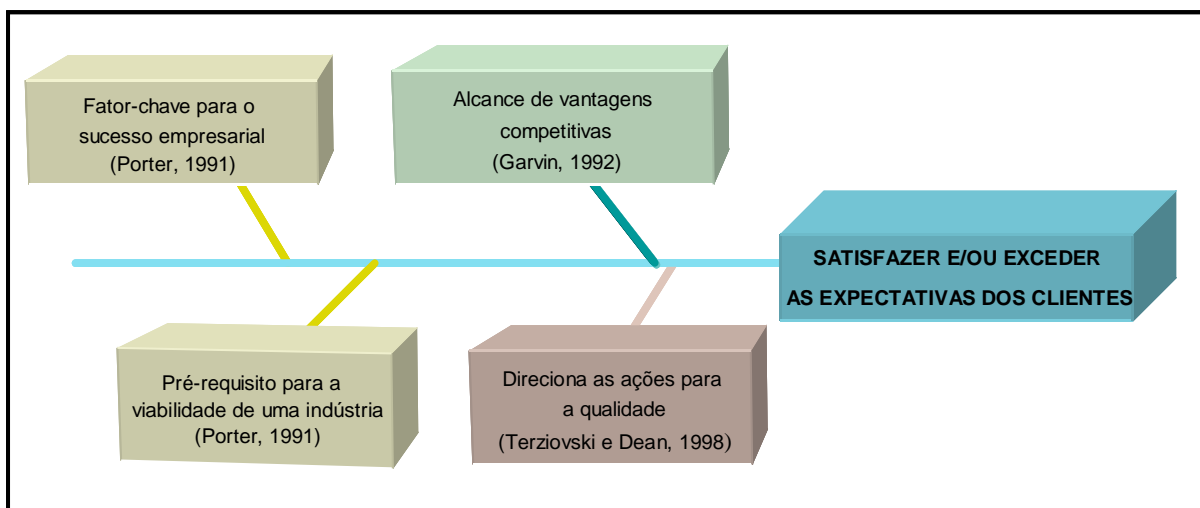 Fator-chave para o
sucesso empresarial
(Porter, 1991)
Alcance de vantagens
competitivas
(Garvin, 1992)
SATISFAZER E/OU EXCEDER
AS EXPECTATIVAS DOS CLIENTES
Pré-requisito para a
viabilidade de uma indústria
(Porter, 1991)
Direciona as ações para
a qualidade
(Terziovski e Dean, 1998)